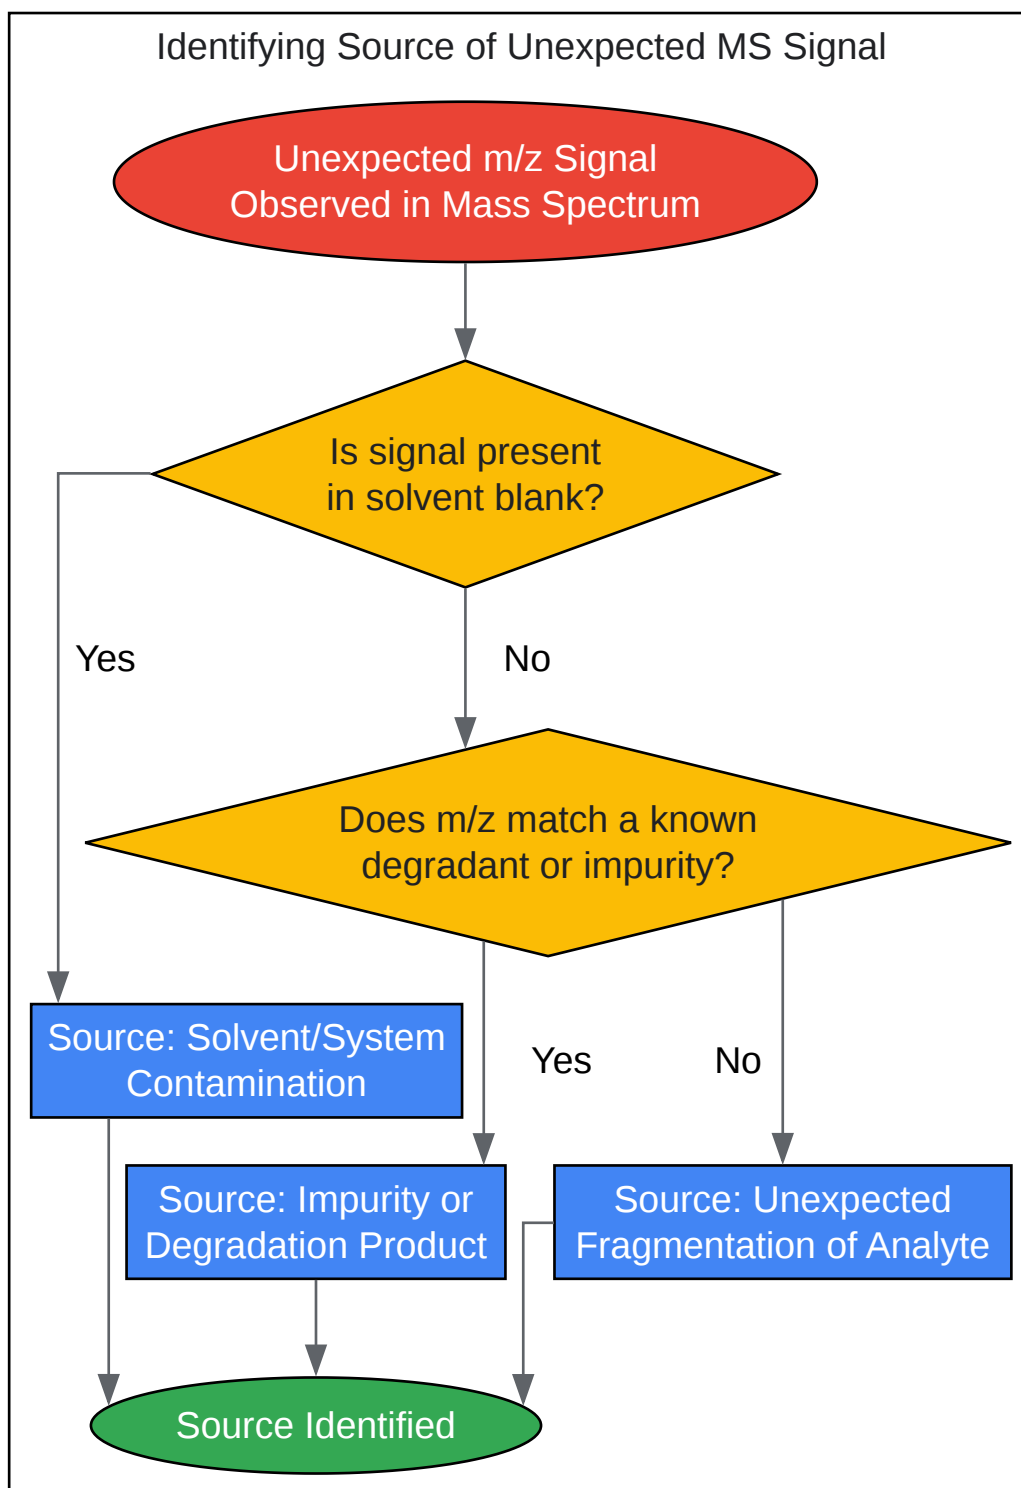 Identifying Source of Unexpected MS Signal
Unexpected m/z Signal
Observed in Mass Spectrum
Is signal present
in solvent blank?
Yes
No
Does m/z match a known
degradant or impurity?
Source: Solvent/System
Contamination
Yes
No
Source: Impurity or
Degradation Product
Source: Unexpected
Fragmentation of Analyte
Source Identified